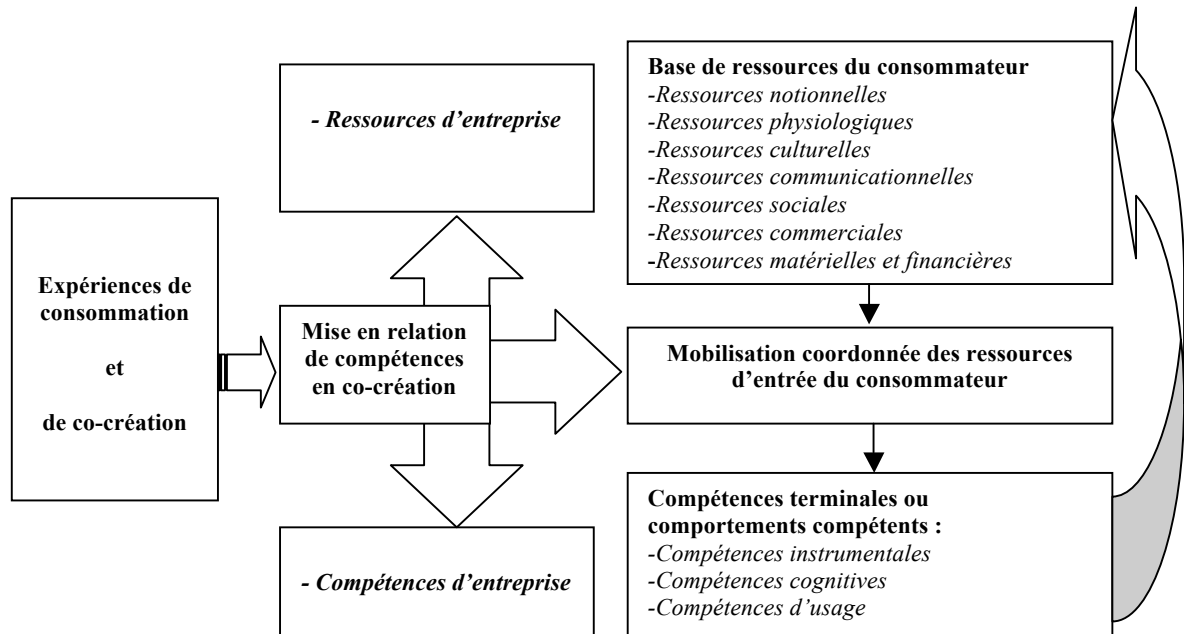 Expériences de
consommation
et
de co-création
- Ressources d’entreprise
Mise en relation
de compétences
en co-création
- Compétences d’entreprise
Base de ressources du consommateur
-Ressources notionnelles
-Ressources physiologiques
-Ressources culturelles
-Ressources communicationnelles
-Ressources sociales
-Ressources commerciales
-Ressources matérielles et financières
Mobilisation coordonnée des ressources
d’entrée du consommateur
Compétences terminales ou
comportements compétents :
-Compétences instrumentales
-Compétences cognitives
-Compétences d’usage